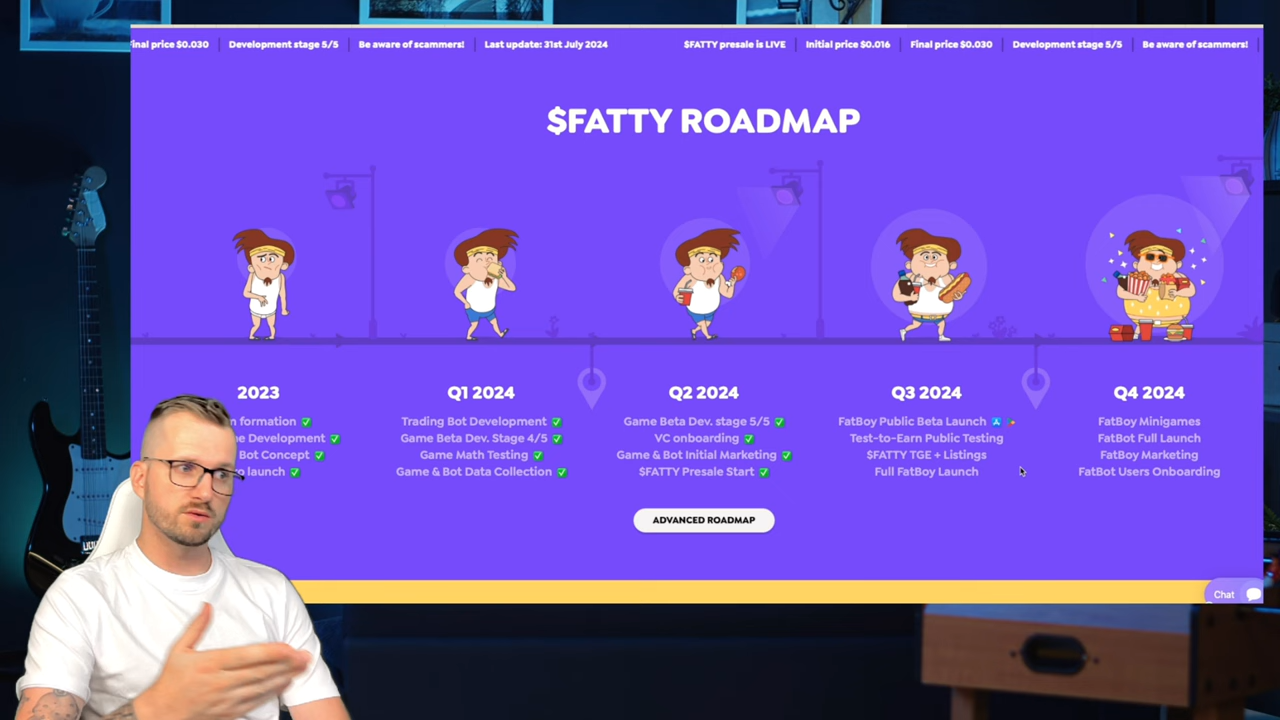 inal price $0.030 Development stage 5/5 Be aware of scammers! Last update: 31st July 2024 $FATTY presale is LIVE Initial price $0.016 Final price $0.030 Development stage 5/5 Be aware of scammers!
$FATTY ROADMAP
2023
n formation ✅
e Development ✅
Bot Concept ✅
o launch ✅
Q1 2024
Trading Bot Development ✅
Game Beta Dev. Stage 4/5 ✅
Game Math Testing ✅
Game & Bot Data Collection ✅
Q2 2024
Game Beta Dev. stage 5/5 ✅
VC onboarding ✅
Game & Bot Initial Marketing ✅
$FATTY Presale Start ✅
Q3 2024
FatBoy Public Beta Launch
Test-to-Earn Public Testing
$FATTY TGE + Listings
Full FatBoy Launch
Q4 2024
FatBoy Minigames
FatBot Full Launch
FatBoy Marketing
FatBot Users Onboarding
ADVANCED ROADMAP
Chat